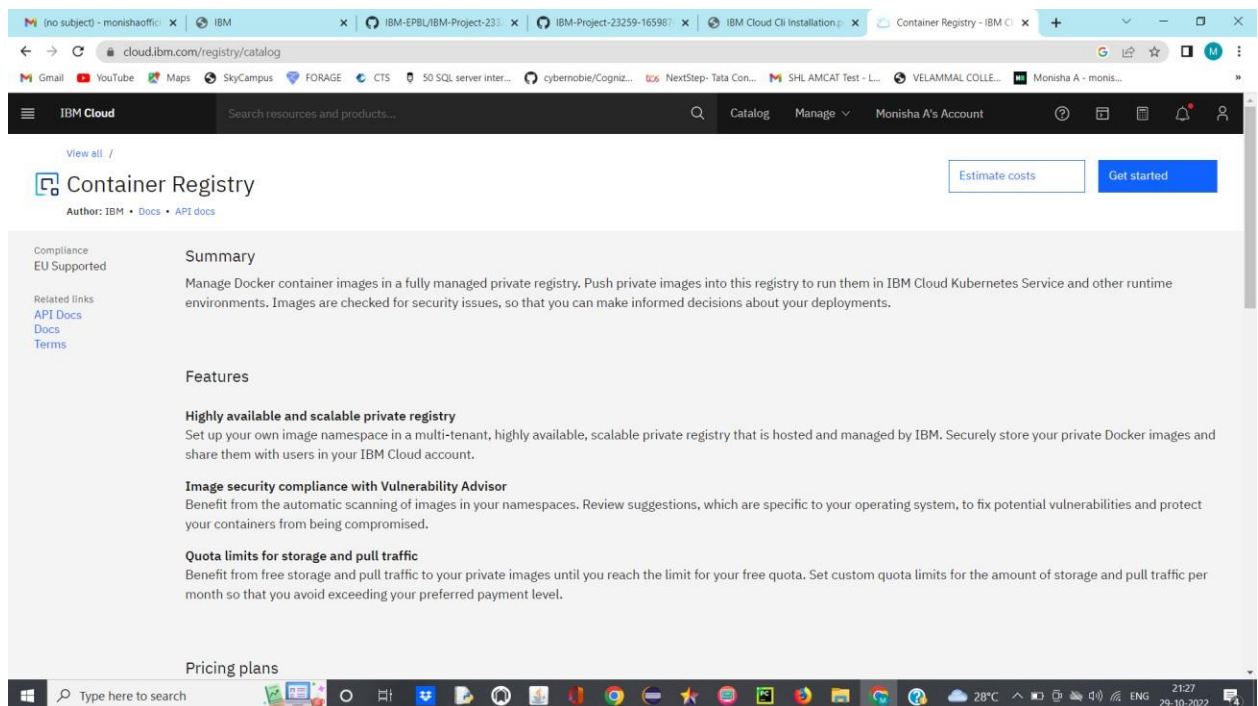 (no subject) - monishaoffic
IBM
IBM-EPBL/IBM-Project-233
IBM-Project-23259-165987
IBM Cloud Cli Installation.p
Container Registry - IBM Cl
cloud.ibm.com/registry/catalog
Gmail YouTube Maps SkyCampus FORAGE CTS 50 SQL server inter... cybernobie/Cogniz... NextStep- Tata Con... SHL AMCAT Test - L... VELAMMAL COLLE... Monisha A - monis... »
IBM Cloud Search resources and products... Catalog Manage Monisha A's Account
View all /
Container Registry
Estimate costs
Get started
Author: IBM • Docs • API docs
Compliance
EU Supported
Related links
API Docs
Docs
Terms
Summary
Manage Docker container images in a fully managed private registry. Push private images into this registry to run them in IBM Cloud Kubernetes Service and other runtime
environments. Images are checked for security issues, so that you can make informed decisions about your deployments.
Features
Highly available and scalable private registry
Set up your own image namespace in a multi-tenant, highly available, scalable private registry that is hosted and managed by IBM. Securely store your private Docker images and
share them with users in your IBM Cloud account.
Image security compliance with Vulnerability Advisor
Benefit from the automatic scanning of images in your namespaces. Review suggestions, which are specific to your operating system, to fix potential vulnerabilities and protect
your containers from being compromised.
Quota limits for storage and pull traffic
Benefit from free storage and pull traffic to your private images until you reach the limit for your free quota. Set custom quota limits for the amount of storage and pull traffic per
month so that you avoid exceeding your preferred payment level.
Pricing plans
Type here to search
28°C
ENG
21:27
29-10-2022